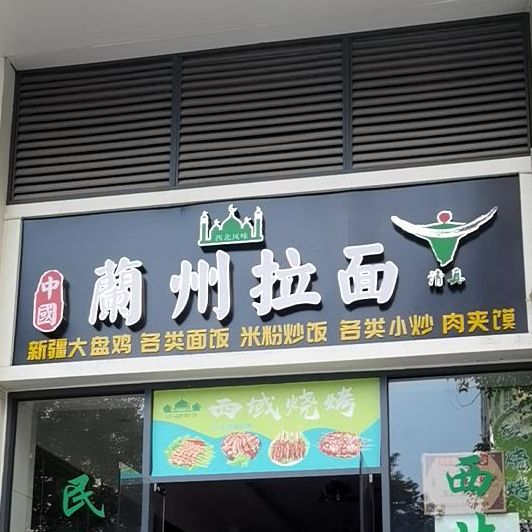 西北风味
中國
蘭州拉面
清真
新疆大盘鸡 各类面饭 米粉炒饭 各类小炒 肉夹馍
西域烧烤
民
西北